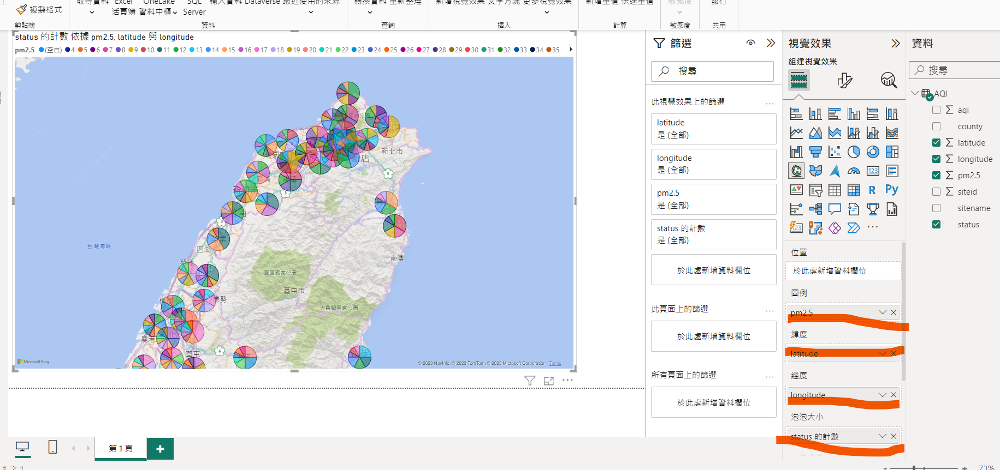 複製格式
取得資料 Excel OneLake SQL 輸入資料 Dataverse 最近使用的來源
活頁簿 資料中樞 Server
轉換資料 重新整理
新增視覺效果 文字方塊 更多視覺效果
新增量值 快速量值
敏感度
發行
剪貼簿
資料
查詢
插入
計算
敏感度
共用
status 的計數 依據 pm2.5, latitude 與 longitude
pm2.5 (空白) 4 5 6 7 8 9 10 11 12 13 14 15 16 17 18 19 20 21 22 23 24 25 26 27 28 29 30 31 32 33 34 35
新北市
5
3
3
南澳
台灣海峽
四湖
苑裡
1
雪霸國家公園
臺中市
太魯閣國家公園
東勢
鹿港
草屯
6
Microsoft Bing
© 2023 NavInfo, © 2023 TomTom, © 2023 Microsoft Corporation Terms
第 1 頁
1 之 1
篩選
搜尋
此視覺效果上的篩選
latitude
是 (全部)
longitude
是 (全部)
pm2.5
是 (全部)
status 的計數
是 (全部)
於此處新增資料欄位
此頁面上的篩選
於此處新增資料欄位
所有頁面上的篩選
於此處新增資料欄位
視覺效果
組建視覺效果
123
R
Py
123
位置
於此處新增資料欄位
圖例
pm2.5
緯度
latitude
經度
longitude
泡泡大小
status 的計數
資料
搜尋
AQI
aqi
county
latitude
longitude
pm2.5
siteid
sitename
status
73%